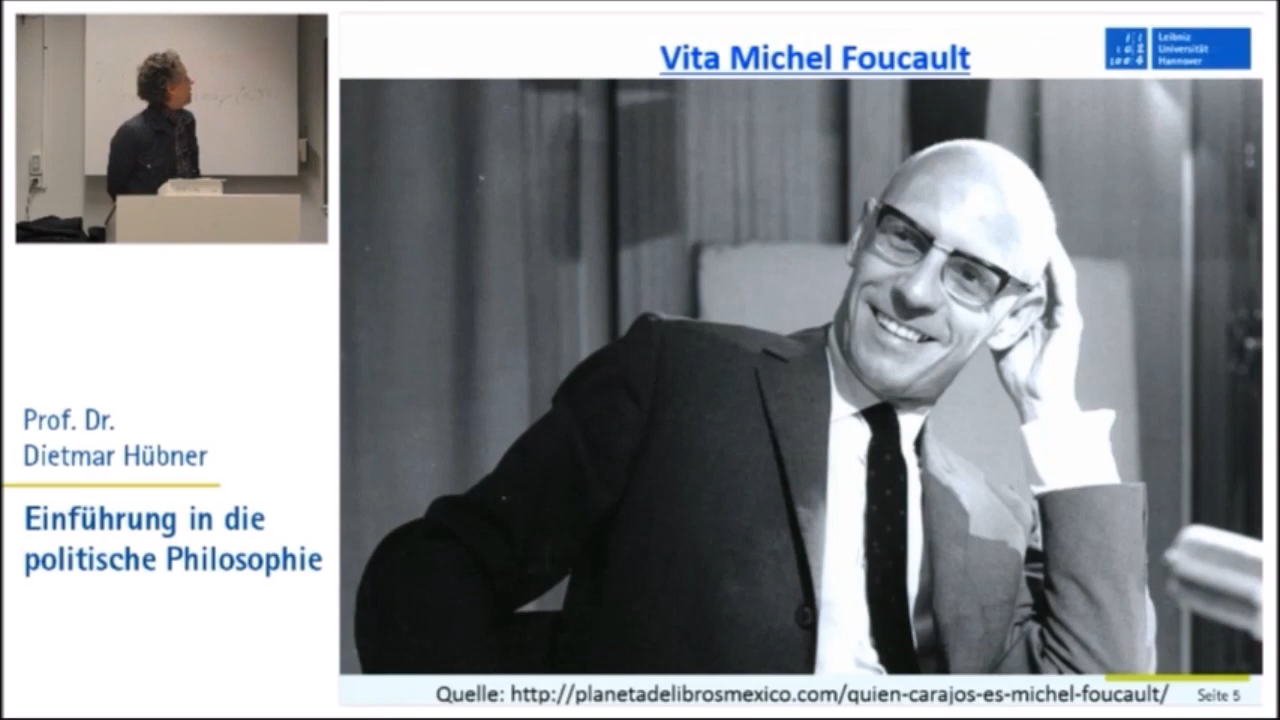 Vita Michel Foucault
Leibniz
Universität
Hannover
Prof. Dr.
Dietmar Hübner
Einführung in die
politische Philosophie
Quelle: http://planetadelibrosmexico.com/quien-carajos-es-michel-foucault/
Seite 5